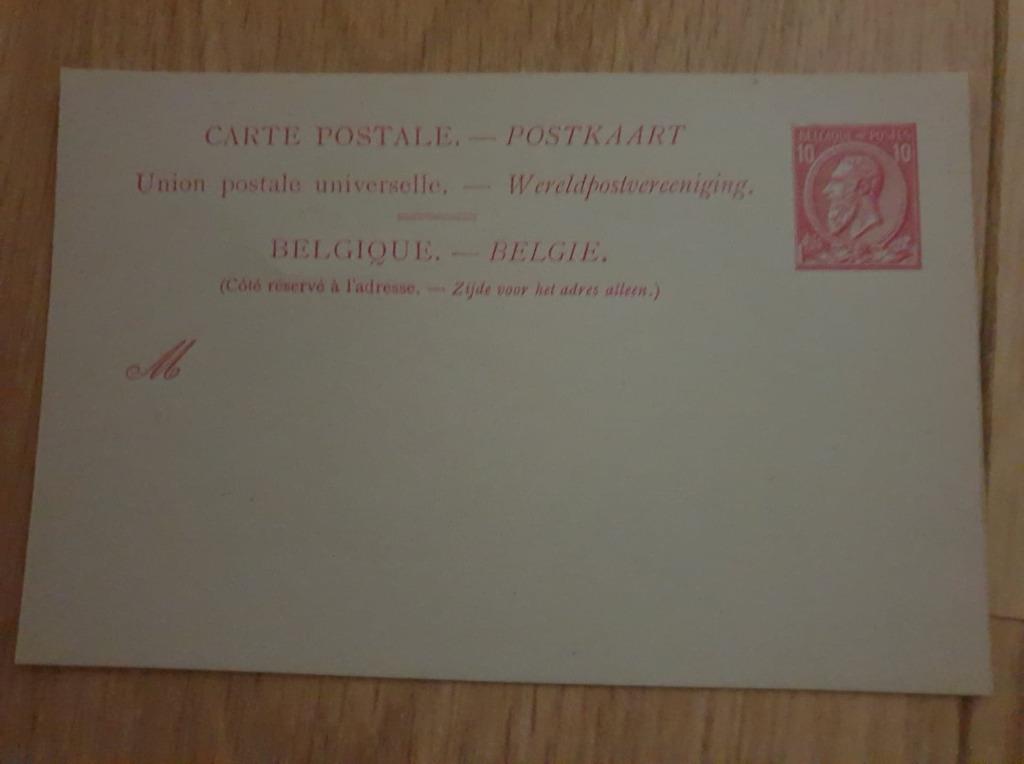 CARTE POSTALE. — POSTKAART
Union postale universelle. — Wereldpostvereeniging.
BELGIQUE. — BELGIE.
(Côté réservé à l'adresse. — Zijde voor het adres alleen.)
BELGIQUE POSTES
10 10
M